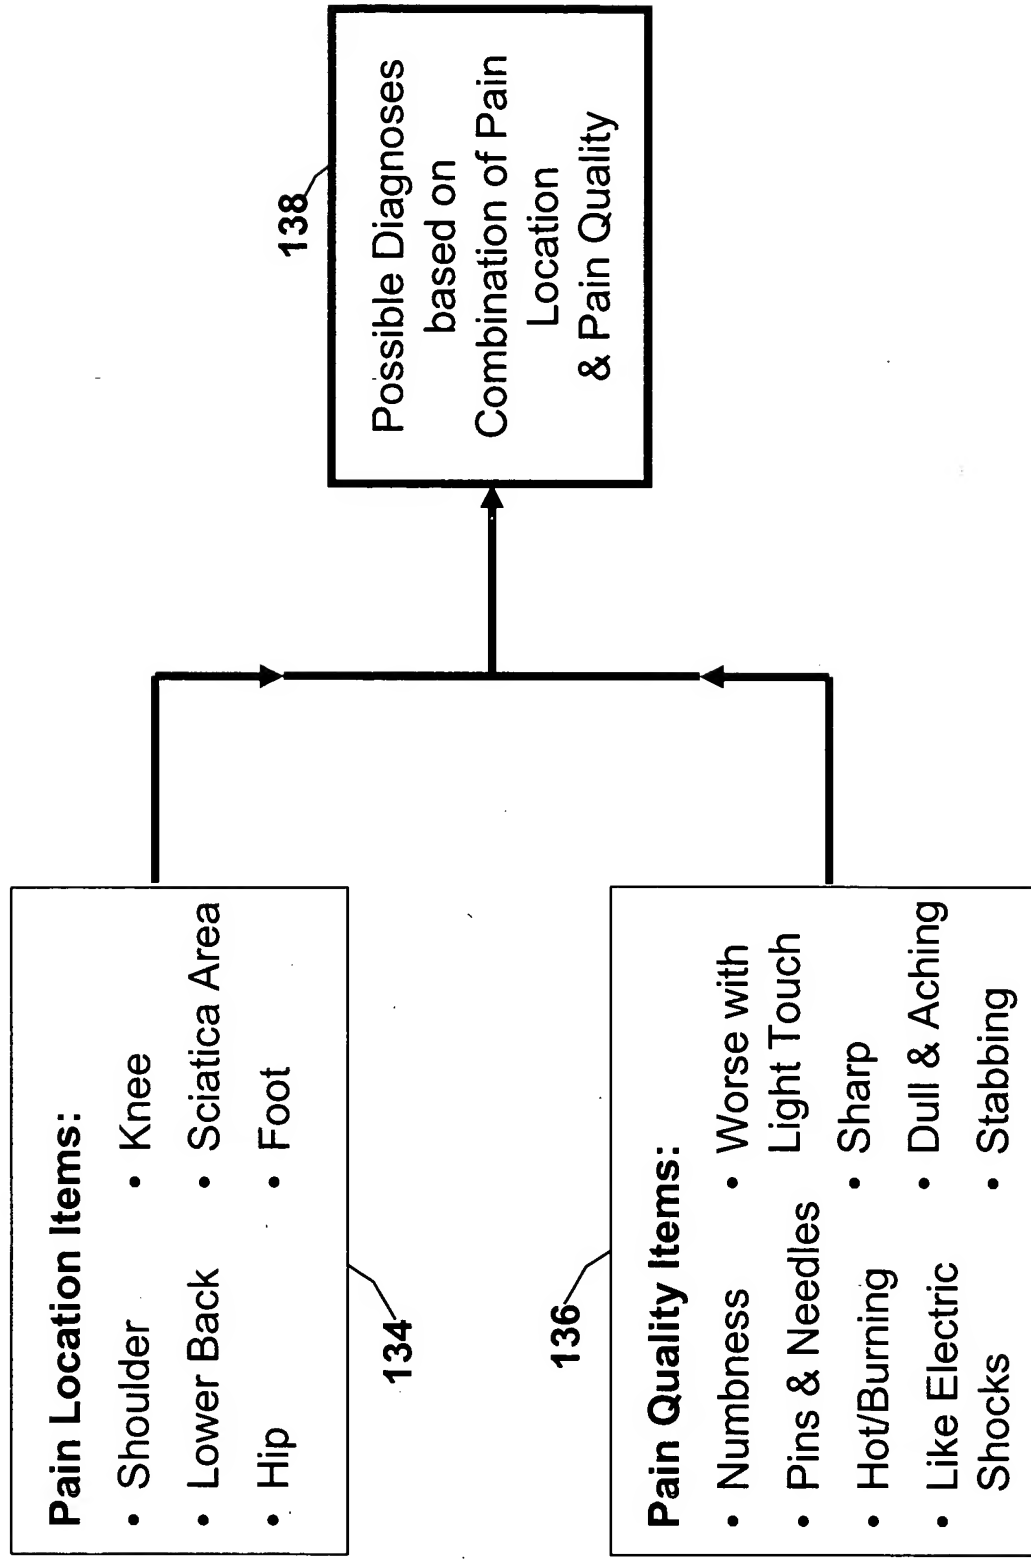 Pain Location Items:
• Shoulder
• Lower Back
• Hip
• Knee
• Sciatica Area
• Foot
134
Pain Quality Items:
• Numbness
• Pins & Needles
• Hot/Burning
• Like Electric
Shocks
• Worse with
Light Touch
• Sharp
• Dull & Aching
• Stabbing
136
138
Possible Diagnoses
based on
Combination of Pain
Location
& Pain Quality